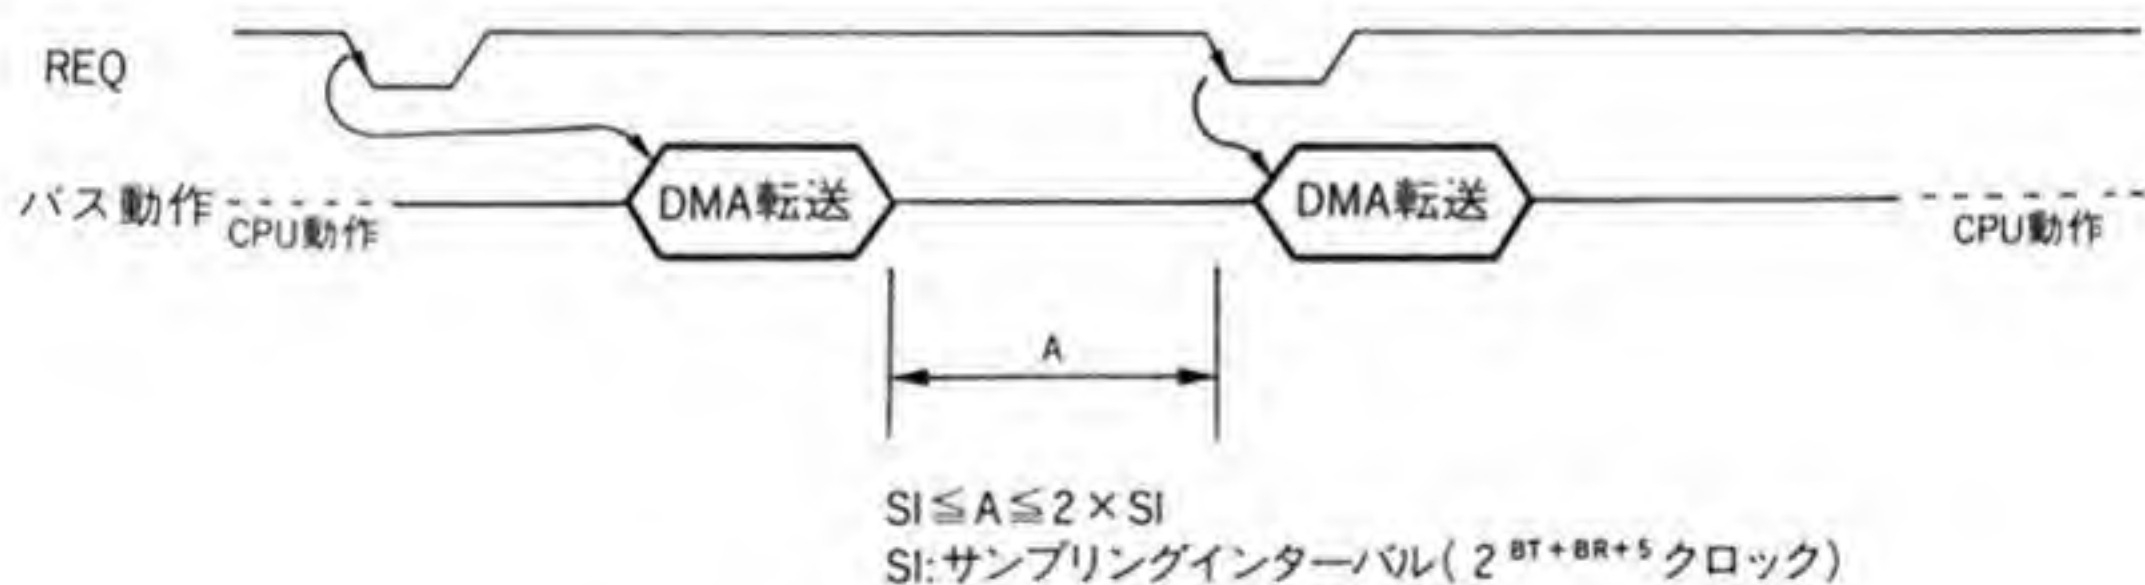 REQ
バス動作
CPU動作
DMA転送
DMA転送
CPU動作
A
SI≦A≦2×SI
SI:サンプリングインターバル(2^BT+BR+5クロック)